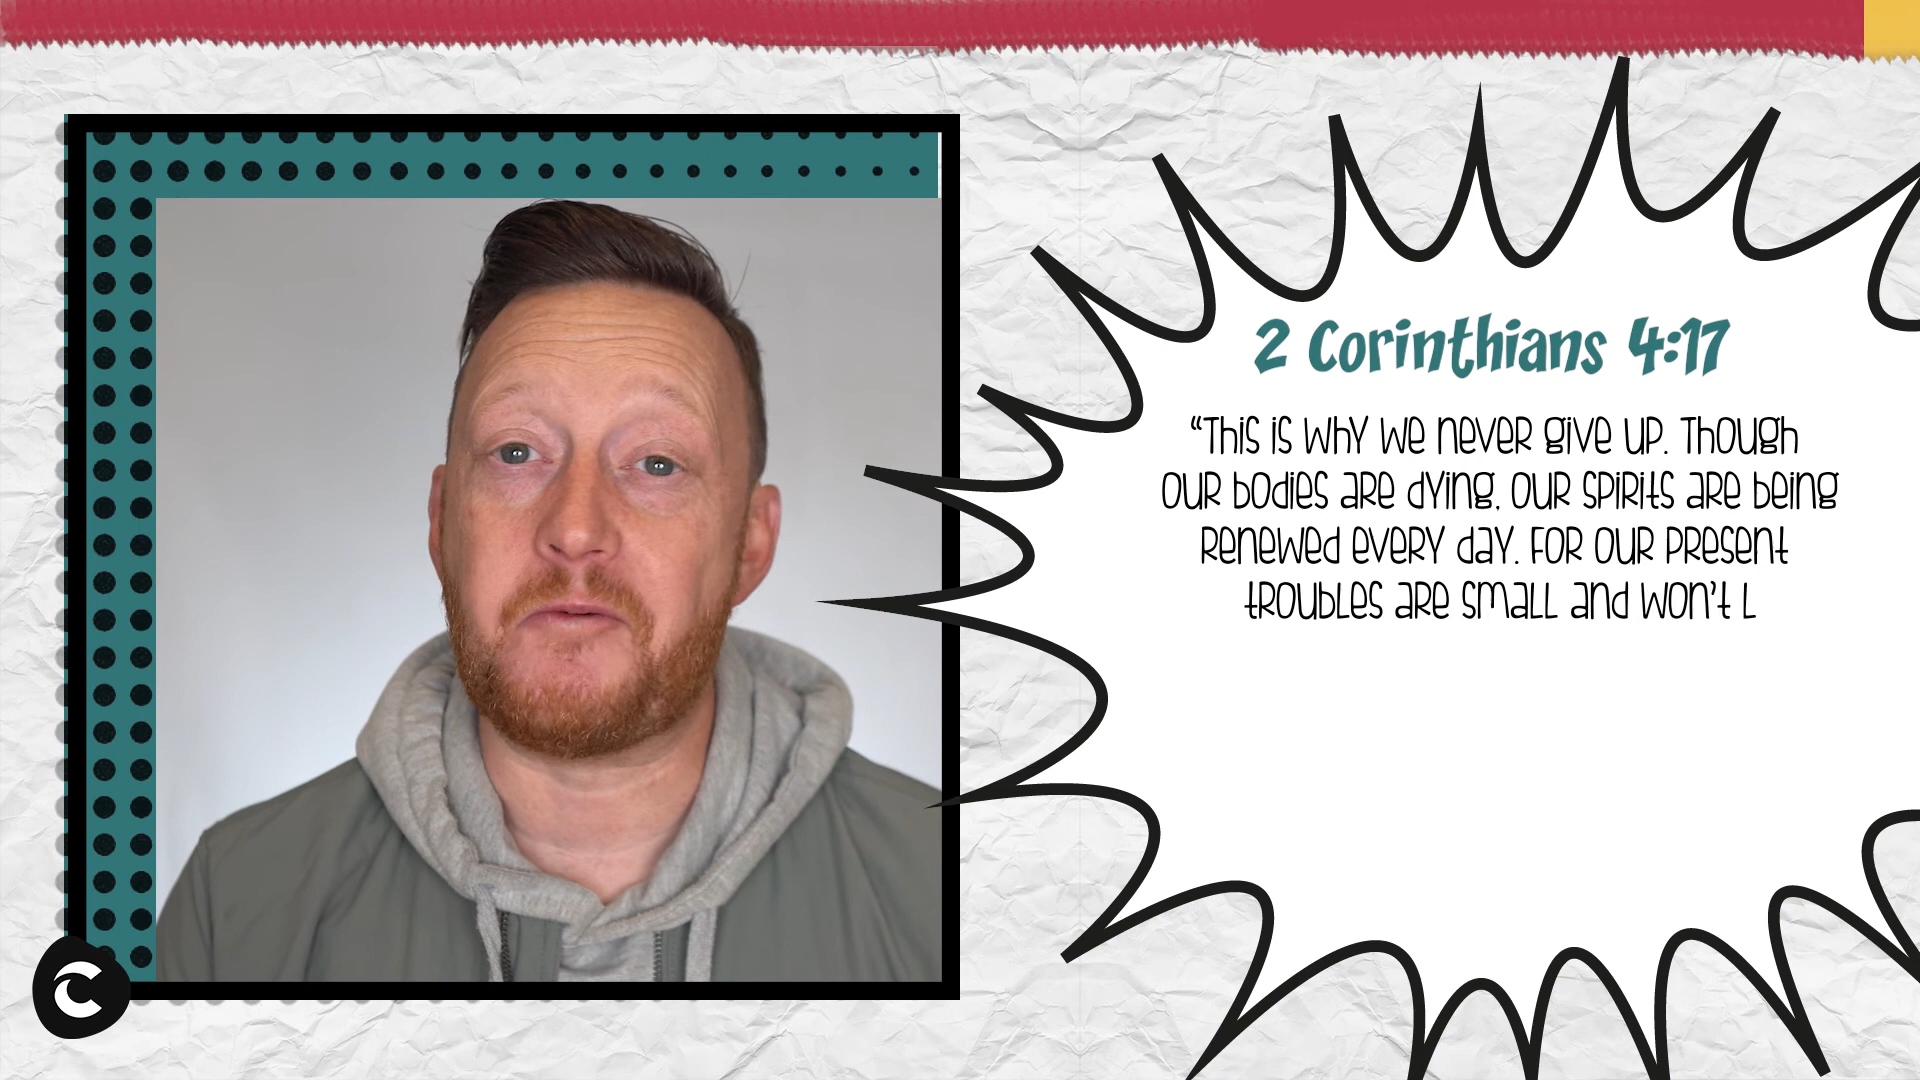 2 Corinthians 4:17
“This is why we never give up. Though
our bodies are dying, our spirits are being
renewed every day. For our present
troubles are small and won’t l